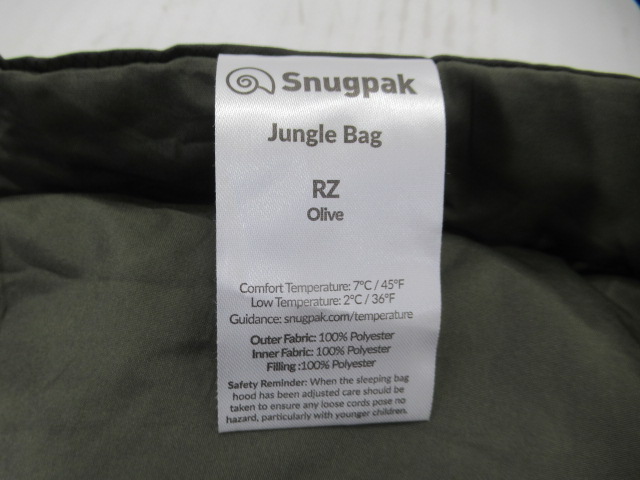 Snugpak
Jungle Bag
RZ
Olive
Comfort Temperature: 7°C / 45°F
Low Temperature: 2°C / 36°F
Guidance: snugpak.com/temperature
Outer Fabric: 100% Polyester
Inner Fabric: 100% Polyester
Filling :100% Polyester
Safety Reminder: When the sleeping bag
hood has been adjusted care should be
taken to ensure any loose cords pose no
hazard, particularly with younger children.